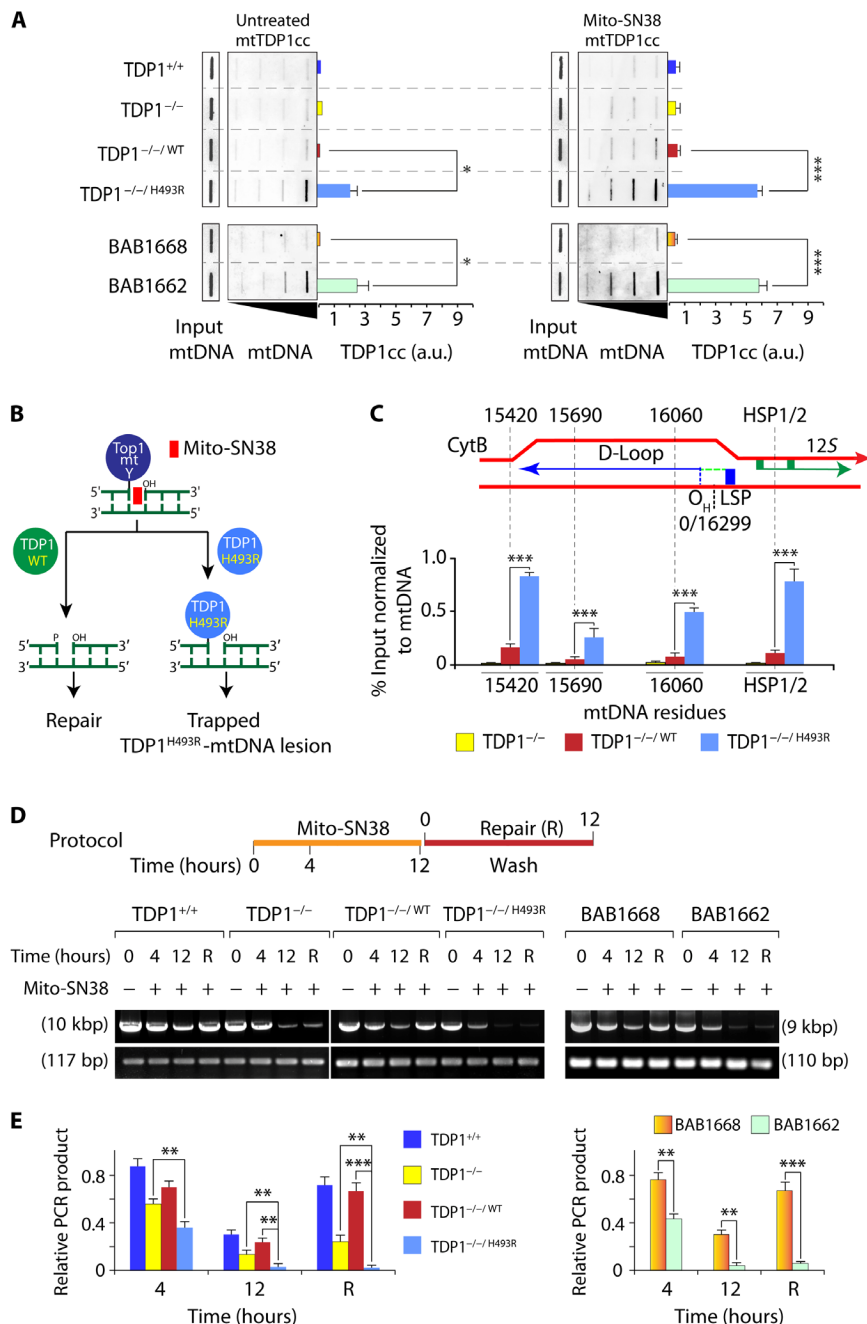 A
Untreated
mtTDP1cc
Mito-SN38
mtTDP1cc
TDP1+/+
TDP1−/−
TDP1−/−/ WT
*
***
TDP1−/−/ H493R
BAB1668
*
***
BAB1662
1 3 5 7 9
1 3 5 7 9
Input
mtDNA
mtDNA
TDP1cc (a.u.)
Input
mtDNA
mtDNA
TDP1cc (a.u.)
B
Top1
mt
Y
Mito-SN38
OH
5′ 3′
3′ 5′
TDP1
WT
TDP1
H493R
TDP1
H493R
P OH
5′ 3′
3′ 5′
OH
5′ 3′
3′ 5′
Repair
Trapped
TDP1H493R-mtDNA lesion
C
15420 15690 16060 HSP1/2
CytB
D-Loop
12S
OH LSP
0/16299
% Input normalized
to mtDNA
1.0
0.5
0
*** *** *** ***
15420 15690 16060 HSP1/2
mtDNA residues
TDP1−/− TDP1−/−/ WT TDP1−/−/ H493R
D
Protocol
Mito-SN38
0 12
Repair (R)
Time (hours) 0 4 12
Wash
TDP1+/+ TDP1−/− TDP1−/−/ WT TDP1−/−/ H493R BAB1668 BAB1662
Time (hours) 0 4 12 R 0 4 12 R 0 4 12 R 0 4 12 R 0 4 12 R 0 4 12 R
Mito-SN38 − + + + − + + + − + + + − + + + − + + + − + + +
(10 kbp) (9 kbp)
(117 bp) (110 bp)
E
Relative PCR product
0.8
0.4
0
**
**
**
**
***
4 12 R
Time (hours)
TDP1+/+
TDP1−/−
TDP1−/−/ WT
TDP1−/−/ H493R
BAB1668 BAB1662
Relative PCR product
0.8
0.4
0
**
**
***
4 12 R
Time (hours)